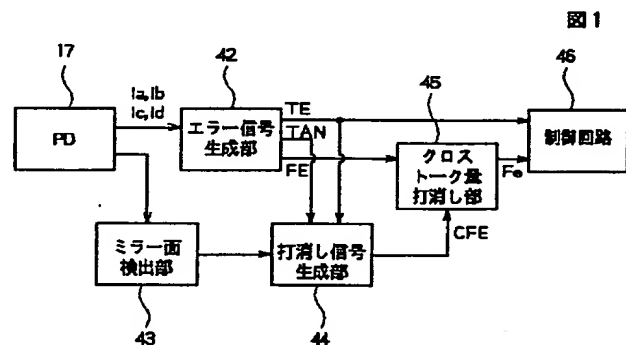 図1
17
42
45
46
Ia, Ib
Ic, Id
PD
エラー信号
生成部
TE
TAN
FE
クロス
トーク量
打消し部
Fe
制御回路
ミラー面
検出部
打消し信号
生成部
CFE
43
44